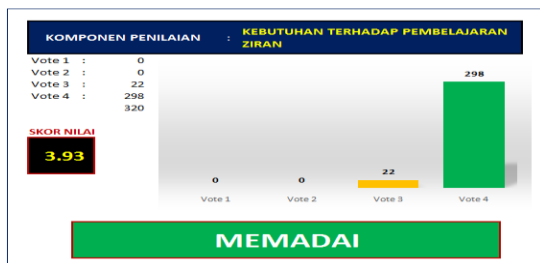 KOMPONEN PENILAIAN : KEBUTUHAN TERHADAP PEMBELAJARAN ZIRAN
Vote 1 : 0
Vote 2 : 0
Vote 3 : 22
Vote 4 : 298
320
SKOR NILAI
3.93
298
22
0
0
Vote 1 Vote 2 Vote 3 Vote 4
MEMADAI